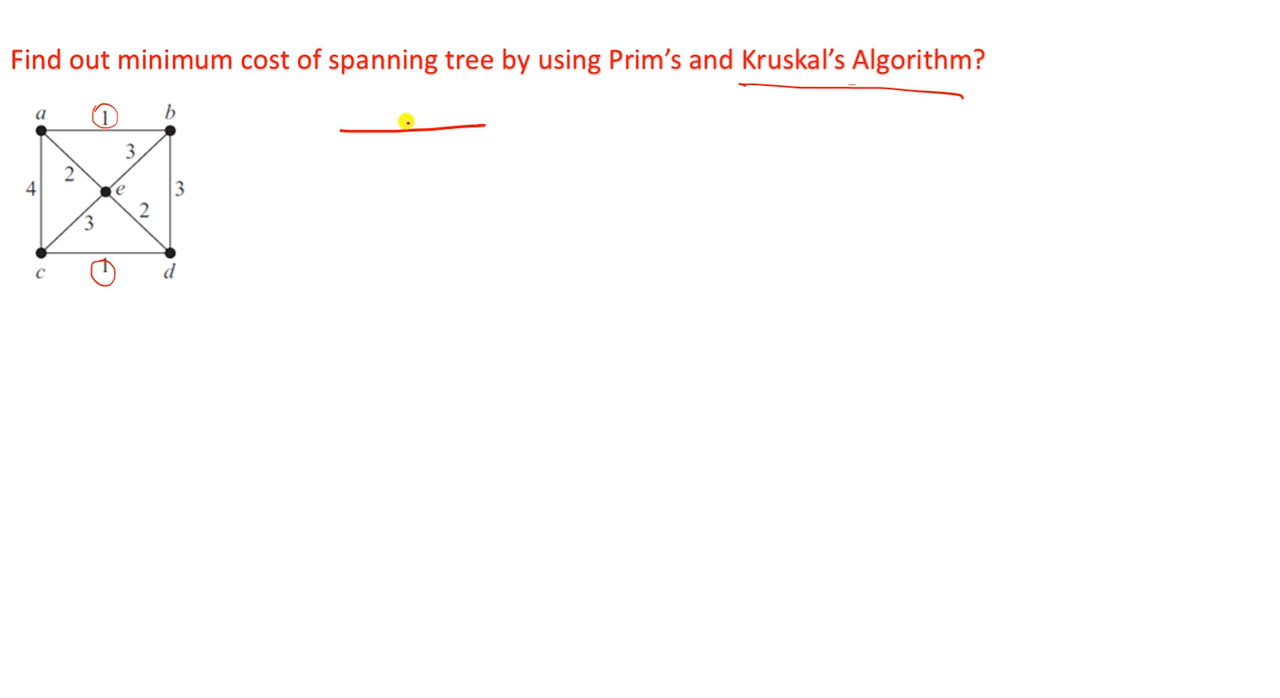 Find out minimum cost of spanning tree by using Prim’s and Kruskal’s Algorithm?
a 1 b
3
2
4 e 3
2
3
c 1 d